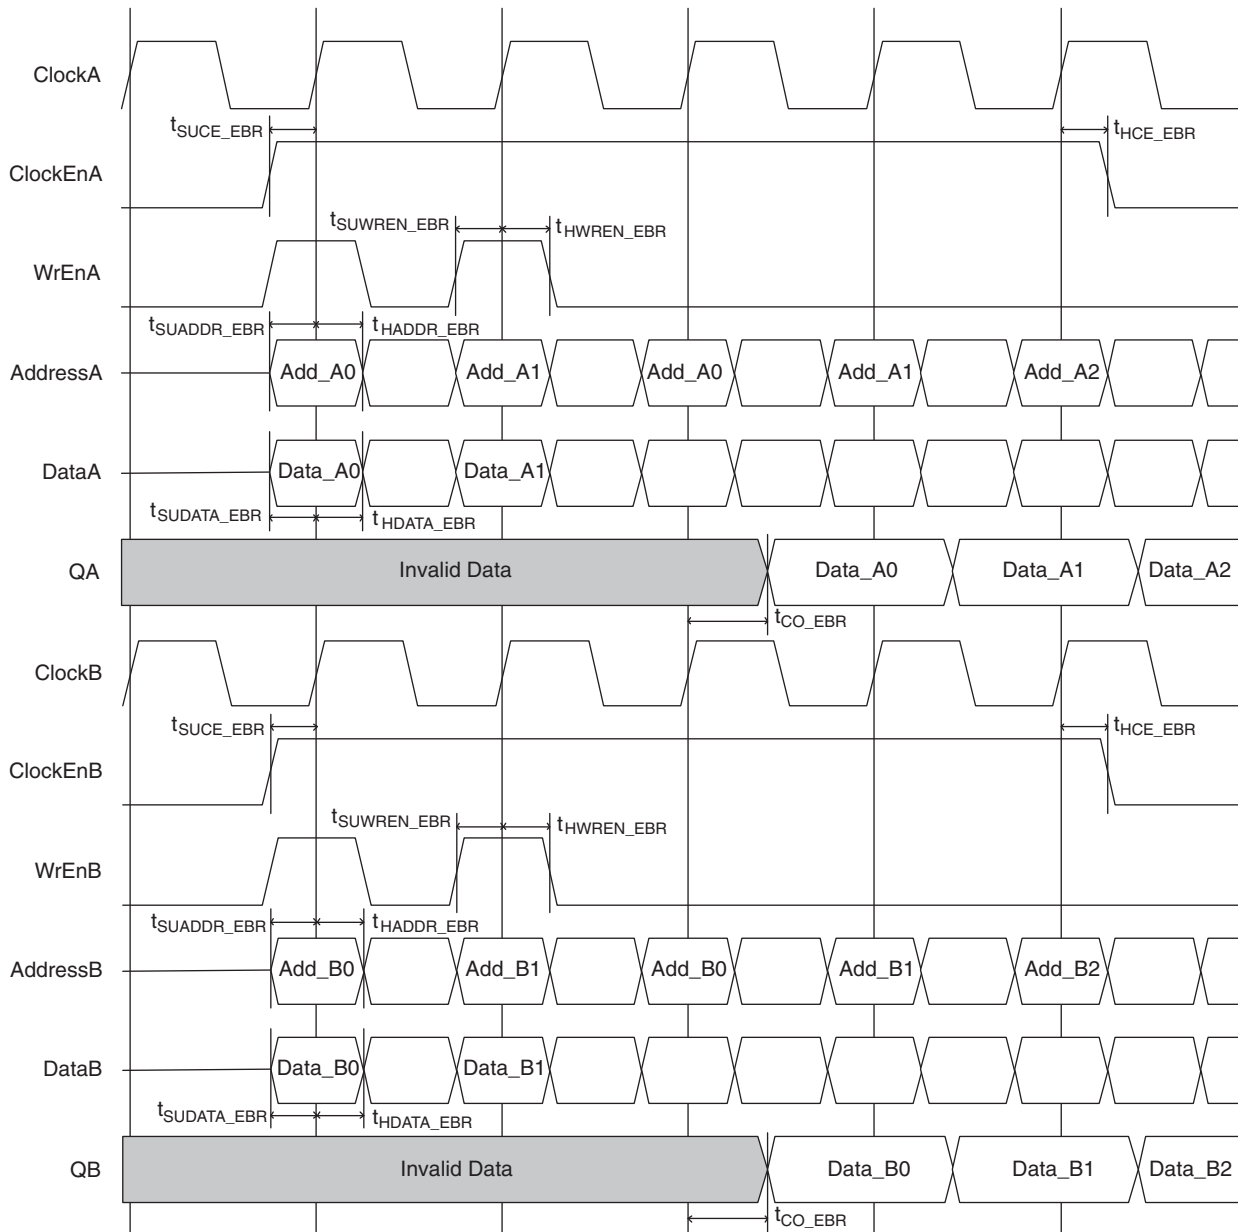 ClockA
tSUCE_EBR
tHCE_EBR
ClockEnA
tSUWREN_EBR
tHWREN_EBR
WrEnA
tSUADDR_EBR
tHADDR_EBR
AddressA
Add_A0
Add_A1
Add_A0
Add_A1
Add_A2
DataA
Data_A0
Data_A1
tSUDATA_EBR
tHDATA_EBR
QA
Invalid Data
Data_A0
Data_A1
Data_A2
tCO_EBR
ClockB
tSUCE_EBR
tHCE_EBR
ClockEnB
tSUWREN_EBR
tHWREN_EBR
WrEnB
tSUADDR_EBR
tHADDR_EBR
AddressB
Add_B0
Add_B1
Add_B0
Add_B1
Add_B2
DataB
Data_B0
Data_B1
tSUDATA_EBR
tHDATA_EBR
QB
Invalid Data
Data_B0
Data_B1
Data_B2
tCO_EBR